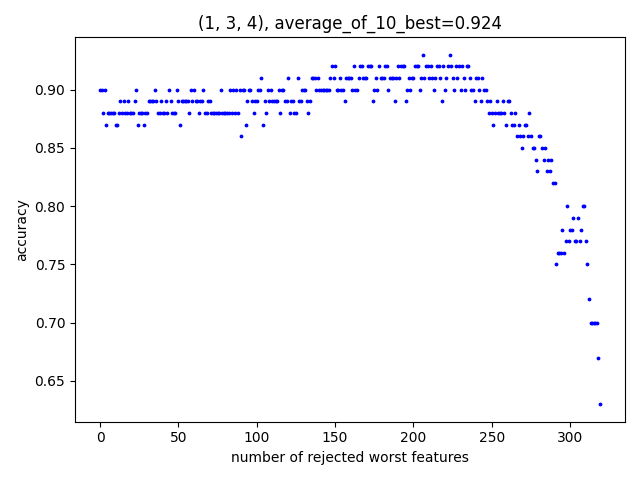 (1, 3, 4), average_of_10_best=0.924
accuracy
0.90
0.85
0.80
0.75
0.70
0.65
0 50 100 150 200 250 300
number of rejected worst features